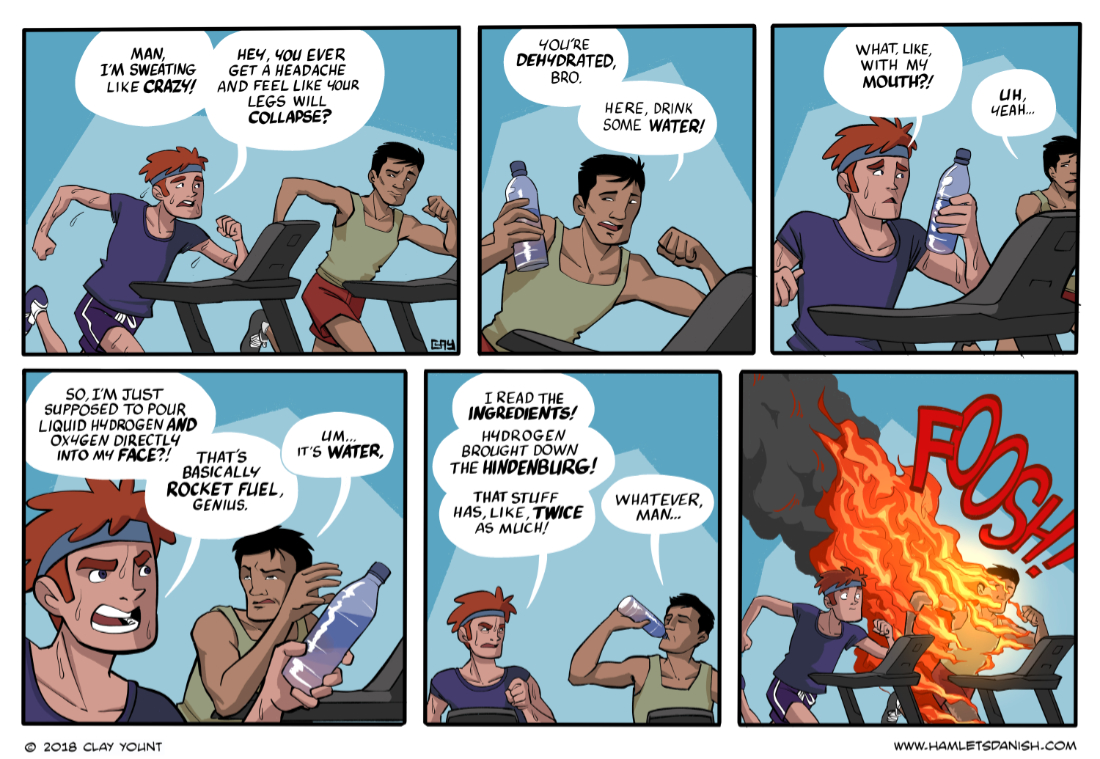 MAN,
I'M SWEATING
LIKE CRAZY!
HEY, YOU EVER
GET A HEADACHE
AND FEEL LIKE YOUR
LEGS WILL
COLLAPSE?
CLAY
YOU'RE
DEHYDRATED,
BRO.
HERE, DRINK
SOME WATER!
WHAT, LIKE,
WITH MY
MOUTH?!
UH,
YEAH...
SO, I'M JUST
SUPPOSED TO POUR
LIQUID HYDROGEN AND
OXYGEN DIRECTLY
INTO MY FACE?!
THAT'S
BASICALLY
ROCKET FUEL,
GENIUS.
UM...
IT'S WATER,
I READ THE
INGREDIENTS!
HYDROGEN
BROUGHT DOWN
THE HINDENBURG!
THAT STUFF
HAS, LIKE, TWICE
AS MUCH!
WHATEVER,
MAN...
FOOSH!
© 2018 CLAY YOUNT
WWW.HAMLETSDANISH.COM